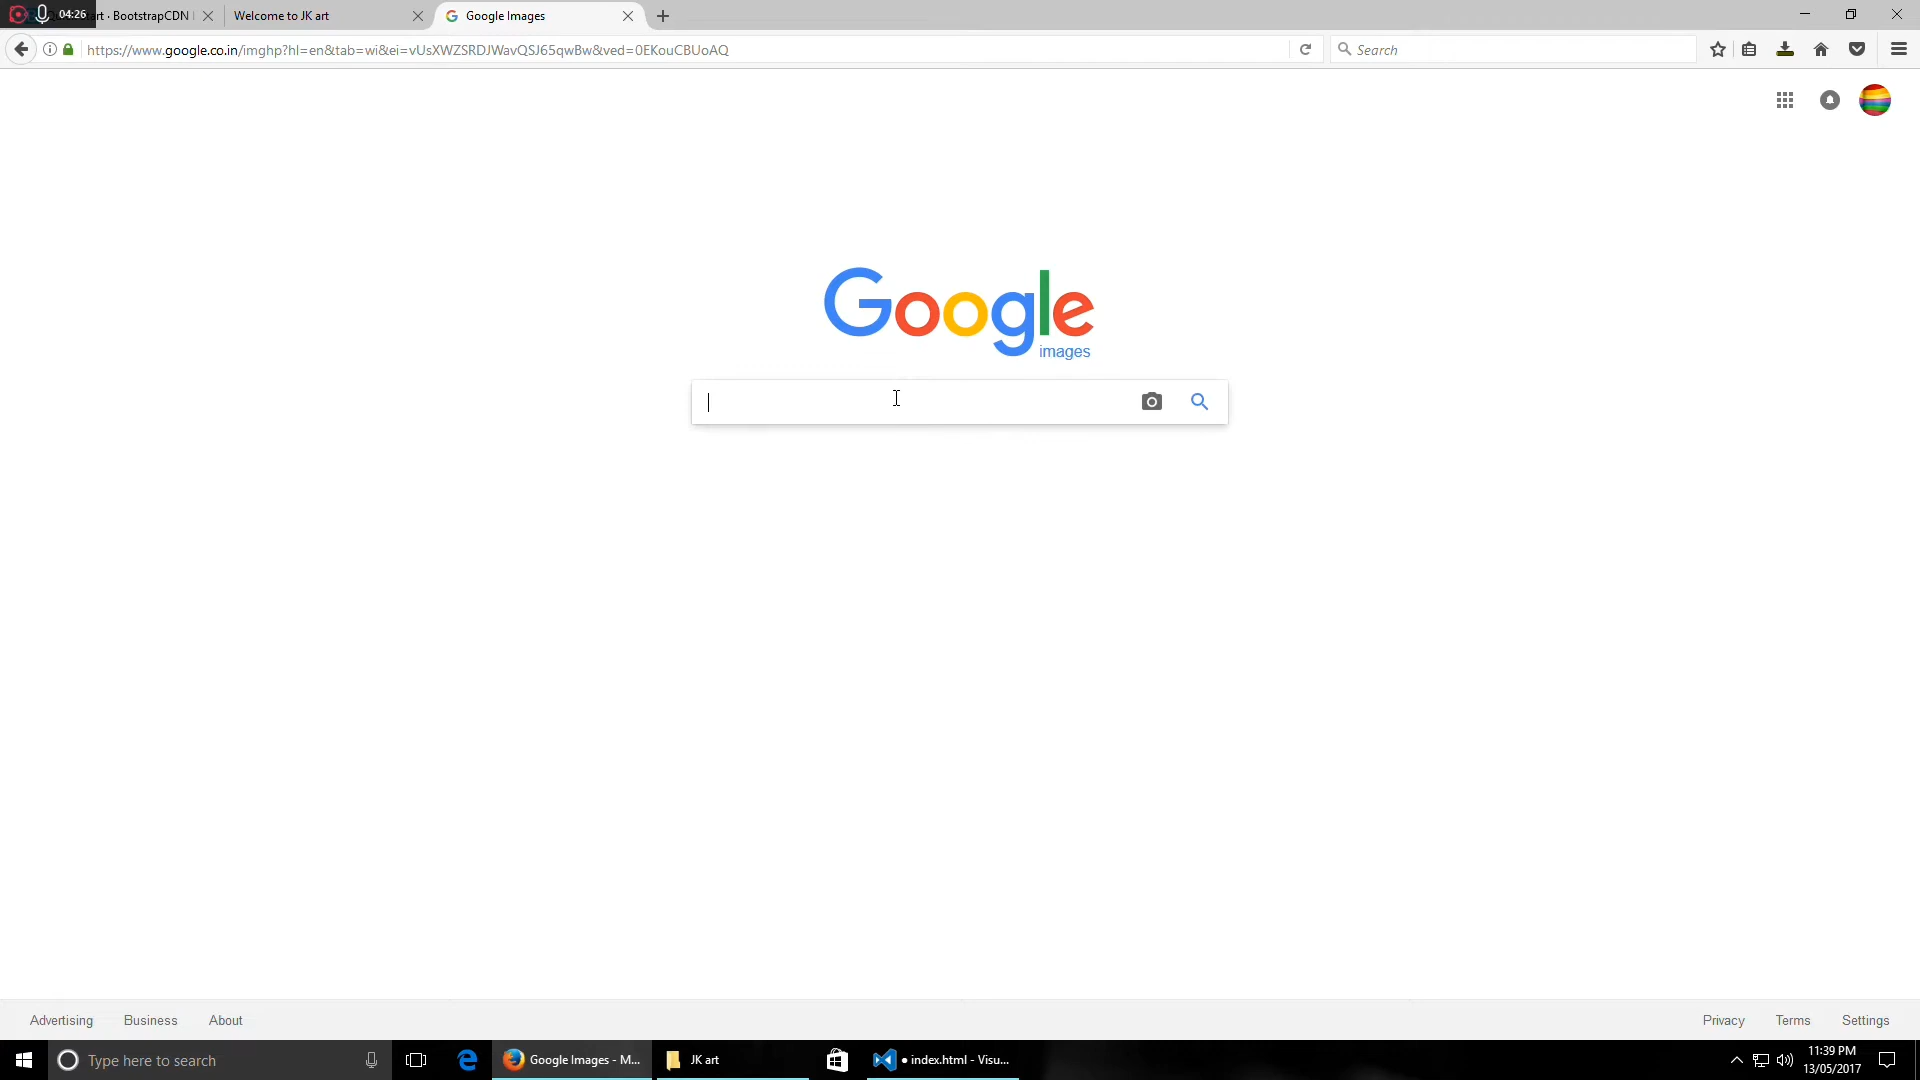 04:26
art · BootstrapCDN
Welcome to JK art
Google Images
https://www.google.co.in/imghp?hl=en&tab=wi&ei=vUsXWZSRDJWavQSJ65qwBw&ved=0EKouCBUoAQ
Search
Google
images
Advertising
Business
About
Privacy
Terms
Settings
Type here to search
Google Images - M...
JK art
• index.html - Visu...
11:39 PM
13/05/2017